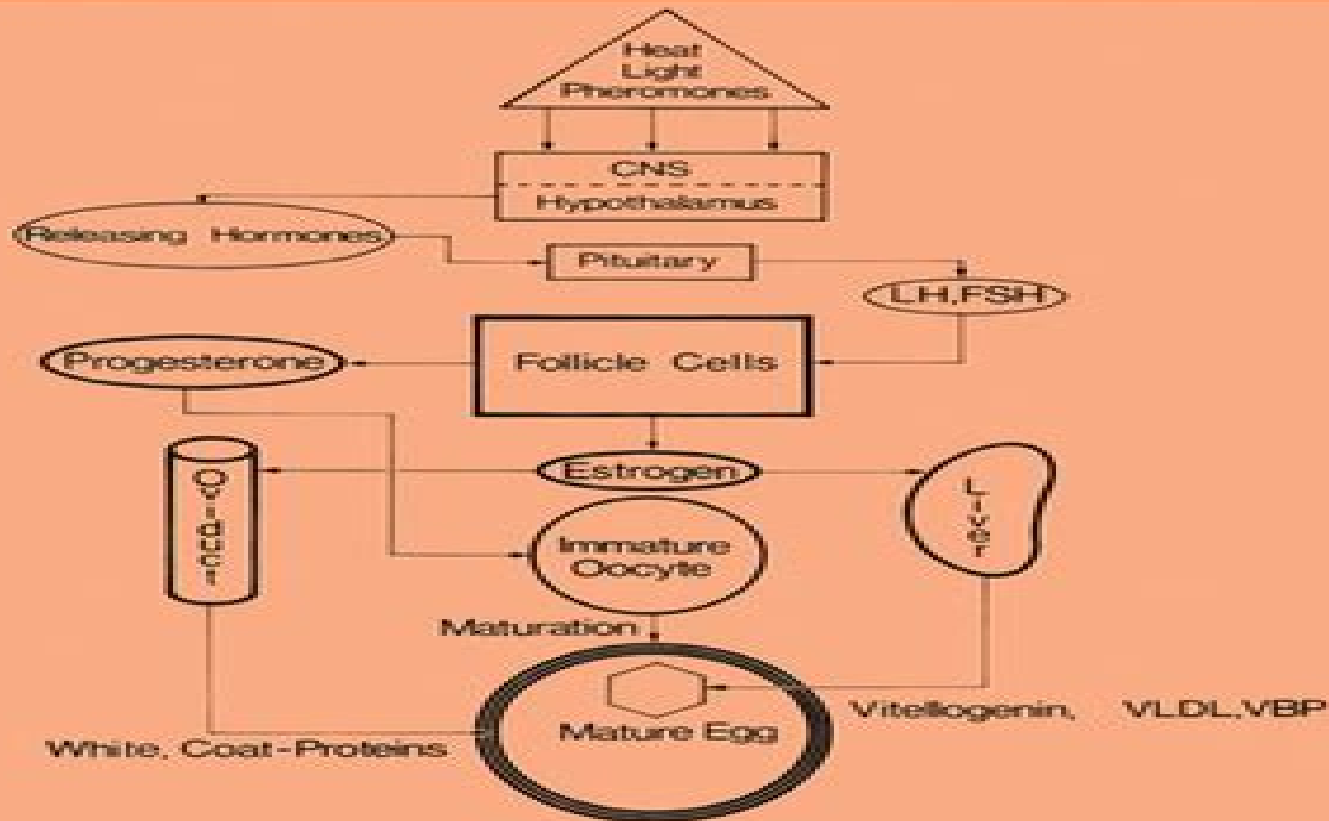 Heat
Light
Pheromones
CNS
Hypothalamus
Releasing Hormones
Pituitary
LH,FSH
Progesterone
Follicle Cells
Estrogen
Oviduct
Liver
Immature
Oocyte
Maturation
Mature Egg
Vitellogenin, VLDL,VBP
White, Coat-Proteins